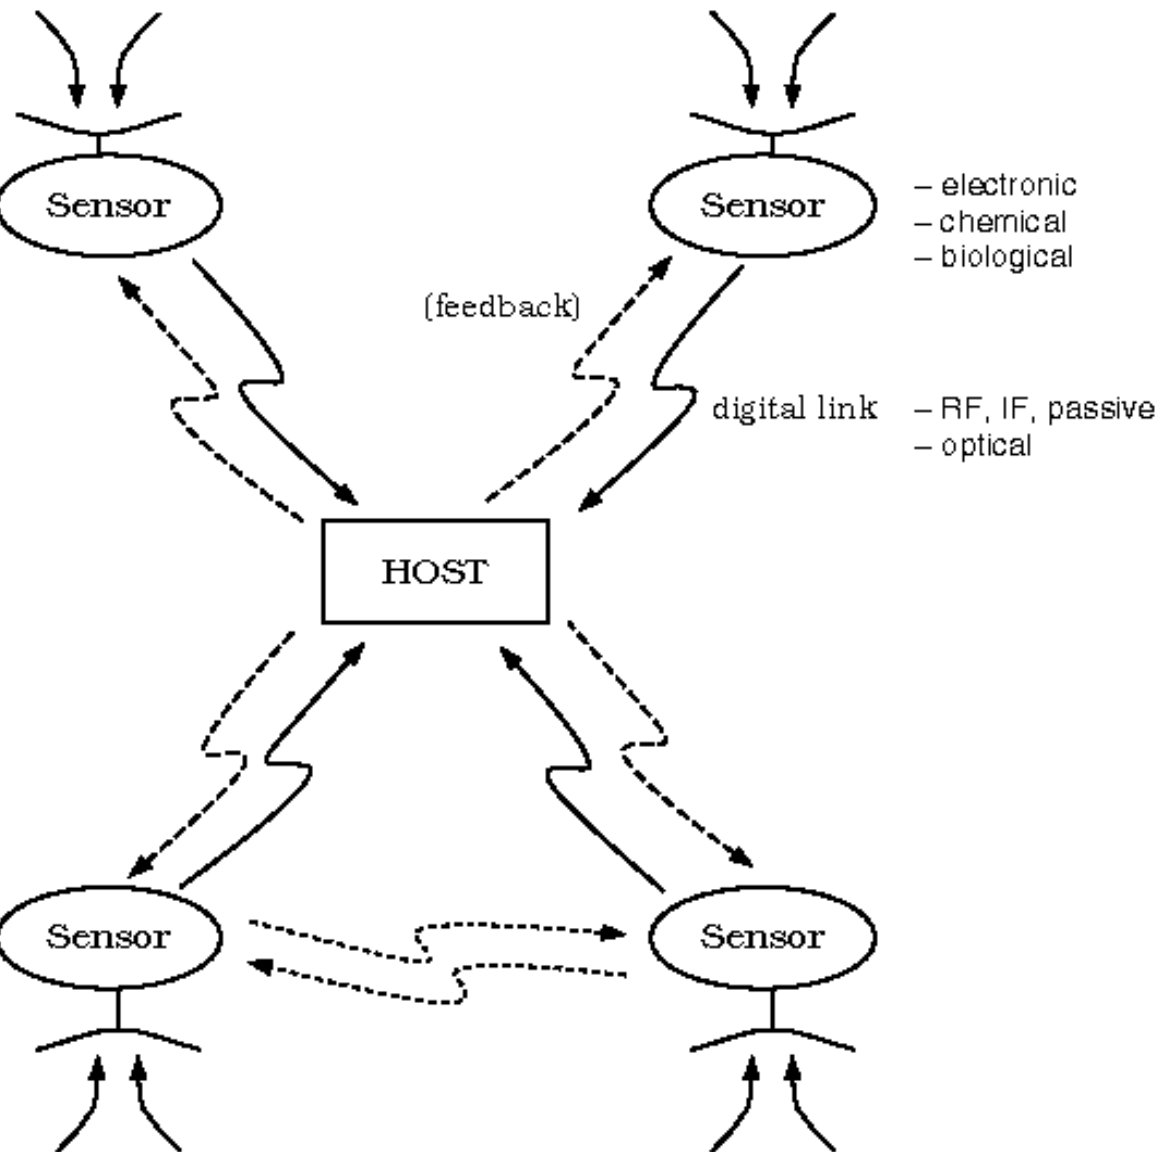 Sensor
Sensor
– electronic
– chemical
– biological
(feedback)
digital link
– RF, IF, passive
– optical
HOST
Sensor
Sensor